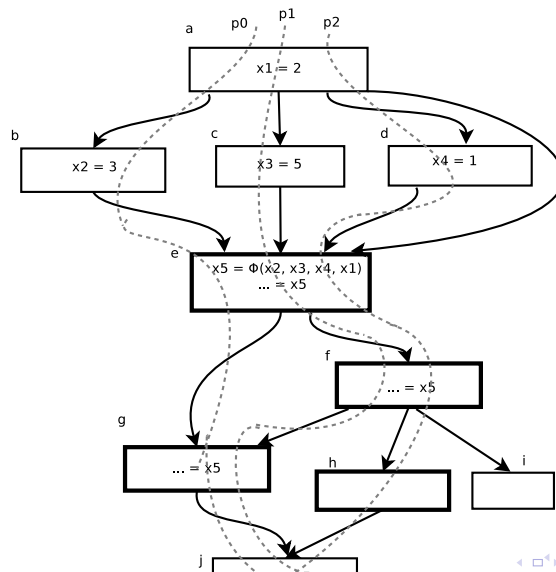 a p0 p1 p2
x1 = 2
b c d
x2 = 3 x3 = 5 x4 = 1
e
x5 = Φ(x2, x3, x4, x1)
... = x5
f
... = x5
g
... = x5
h i
j